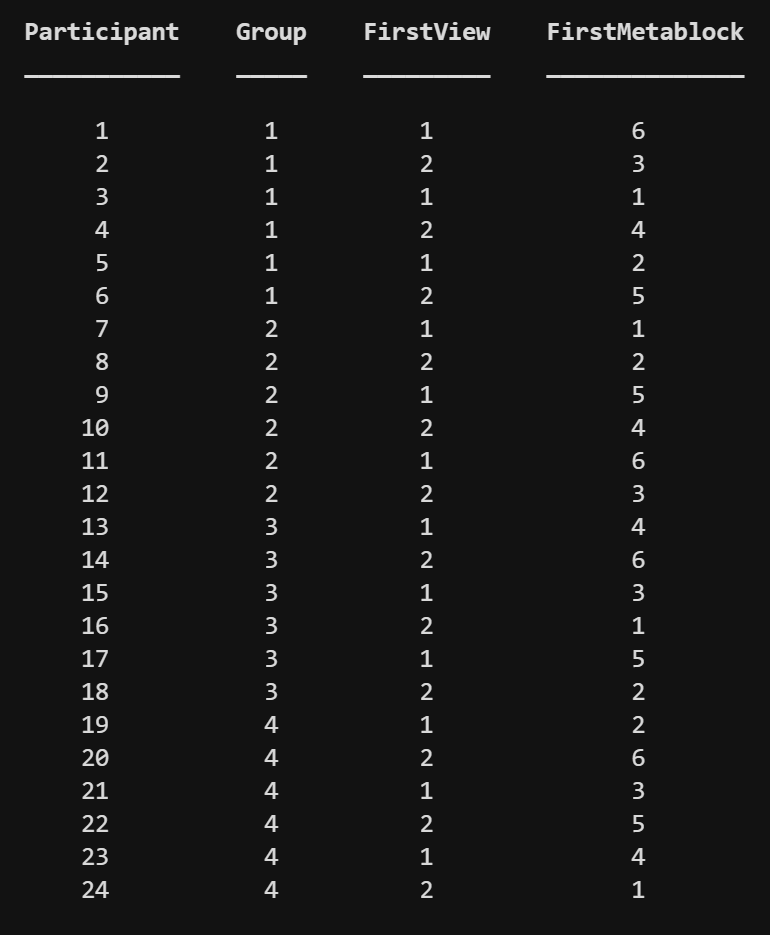 Participant Group FirstView FirstMetablock
1 1 1 6
2 1 2 3
3 1 1 1
4 1 2 4
5 1 1 2
6 1 2 5
7 2 1 1
8 2 2 2
9 2 1 5
10 2 2 4
11 2 1 6
12 2 2 3
13 3 1 4
14 3 2 6
15 3 1 3
16 3 2 1
17 3 1 5
18 3 2 2
19 4 1 2
20 4 2 6
21 4 1 3
22 4 2 5
23 4 1 4
24 4 2 1